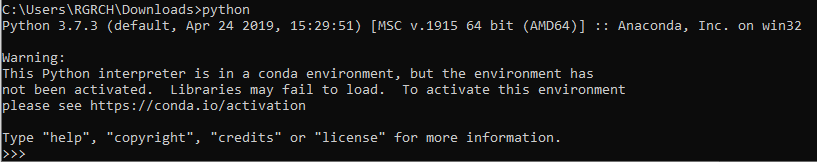 C:\Users\RGRCH\Downloads>python
Python 3.7.3 (default, Apr 24 2019, 15:29:51) [MSC v.1915 64 bit (AMD64)] :: Anaconda, Inc. on win32
Warning:
This Python interpreter is in a conda environment, but the environment has
not been activated.  Libraries may fail to load.  To activate this environment
please see https://conda.io/activation
Type "help", "copyright", "credits" or "license" for more information.
>>>